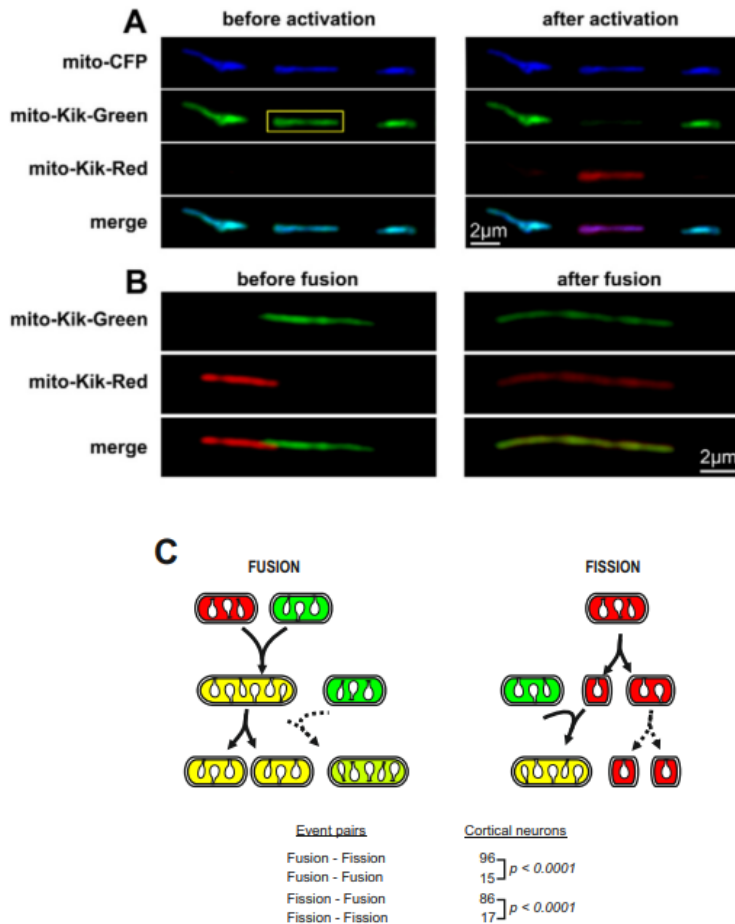 A
before activation
after activation
mito-CFP
mito-Kik-Green
mito-Kik-Red
merge
2µm
B
before fusion
after fusion
mito-Kik-Green
mito-Kik-Red
merge
2µm
C
FUSION
FISSION
Event pairs
Cortical neurons
Fusion - Fission
96
Fusion - Fusion
15
p < 0.0001
Fission - Fusion
86
Fission - Fission
17
p < 0.0001